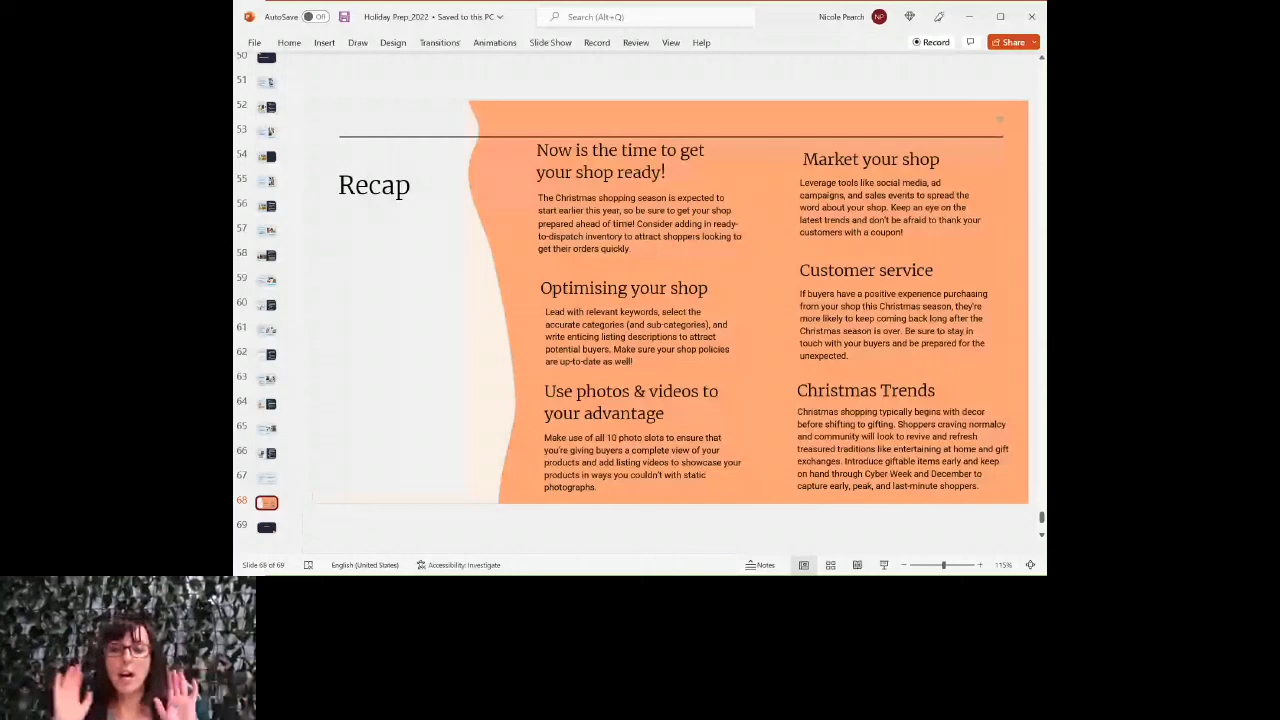 AutoSave
Off
Holiday Prep_2022 • Saved to this PC
Search (Alt+Q)
Nicole Pearch
NP
File
Home
Insert
Draw
Design
Transitions
Animations
Slide Show
Record
Review
View
Help
Record
Share
50
51
52
53
54
55
56
57
58
59
60
61
62
63
64
65
66
67
68
69
Recap
Now is the time to get
your shop ready!
The Christmas shopping season is expected to
start earlier this year, so be sure to get your shop
prepared ahead of time! Consider adding in ready-
to-dispatch inventory to attract shoppers looking to
get their orders quickly.
Optimising your shop
Lead with relevant keywords, select the
accurate categories (and sub-categories), and
write enticing listing descriptions to attract
potential buyers. Make sure your shop policies
are up-to-date as well!
Use photos & videos to
your advantage
Make use of all 10 photo slots to ensure that
you're giving buyers a complete view of your
products and add listing videos to showcase your
products in ways you couldn't with static
photographs.
Market your shop
Leverage tools like social media, ad
campaigns, and sales events to spread the
word about your shop. Keep an eye on the
latest trends and don't be afraid to thank your
customers with a coupon!
Customer service
If buyers have a positive experience purchasing
from your shop this Christmas season, they're
more likely to keep coming back long after the
Christmas season is over. Be sure to stay in
touch with your buyers and be prepared for the
unexpected.
Christmas Trends
Christmas shopping typically begins with decor
before shifting to gifting. Shoppers craving normalcy
and community will look to revive and refresh
treasured traditions like entertaining at home and gift
exchanges. Introduce giftable items early and keep
on hand through Cyber Week and December to
capture early, peak, and last-minute shoppers.
Slide 68 of 69
English (United States)
Accessibility: Investigate
Notes
115%